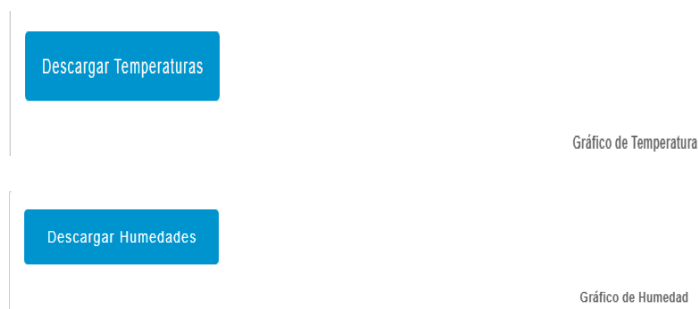 Descargar Temperaturas
Gráfico de Temperatura
Descargar Humedades
Gráfico de Humedad